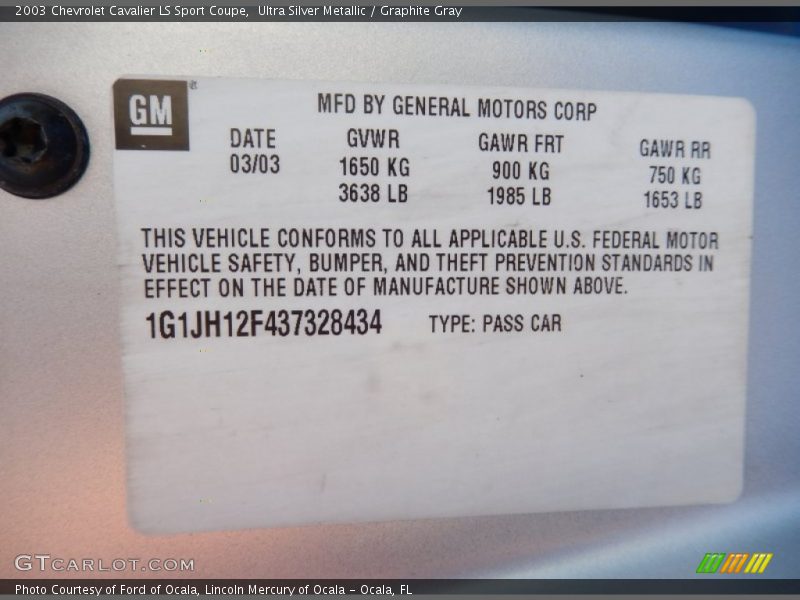 2003 Chevrolet Cavalier LS Sport Coupe, Ultra Silver Metallic / Graphite Gray
GM
MFD BY GENERAL MOTORS CORP
DATE GVWR GAWR FRT GAWR RR
03/03 1650 KG 900 KG 750 KG
3638 LB 1985 LB 1653 LB
THIS VEHICLE CONFORMS TO ALL APPLICABLE U.S. FEDERAL MOTOR
VEHICLE SAFETY, BUMPER, AND THEFT PREVENTION STANDARDS IN
EFFECT ON THE DATE OF MANUFACTURE SHOWN ABOVE.
1G1JH12F437328434 TYPE: PASS CAR
GTCARLOT.COM
Photo Courtesy of Ford of Ocala, Lincoln Mercury of Ocala - Ocala, FL